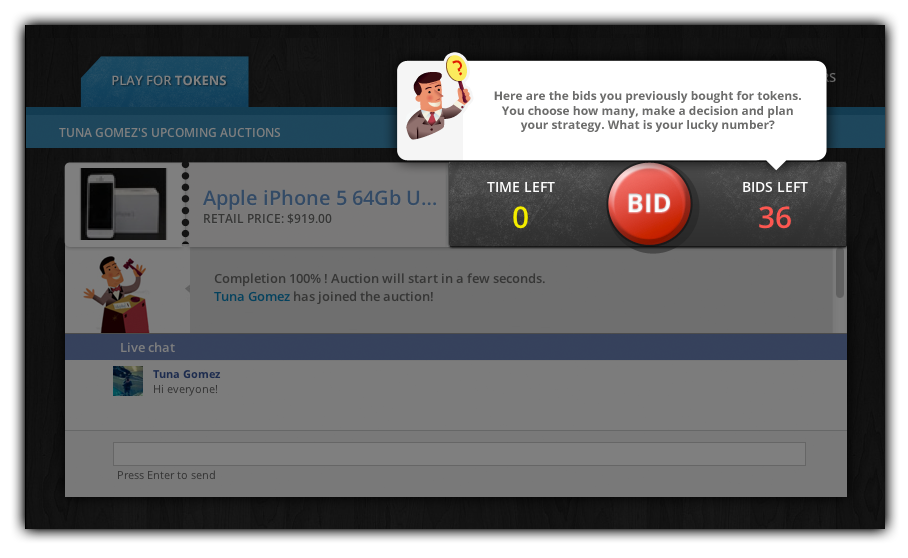 PLAY FOR TOKENS
RS
TUNA GOMEZ'S UPCOMING AUCTIONS
?
Here are the bids you previously bought for tokens.
You choose how many, make a decision and plan
your strategy. What is your lucky number?
Apple iPhone 5 64Gb U...
RETAIL PRICE: $919.00
TIME LEFT
0
BID
BIDS LEFT
36
Completion 100% ! Auction will start in a few seconds.
Tuna Gomez has joined the auction!
Live chat
Tuna Gomez
Hi everyone!
Press Enter to send